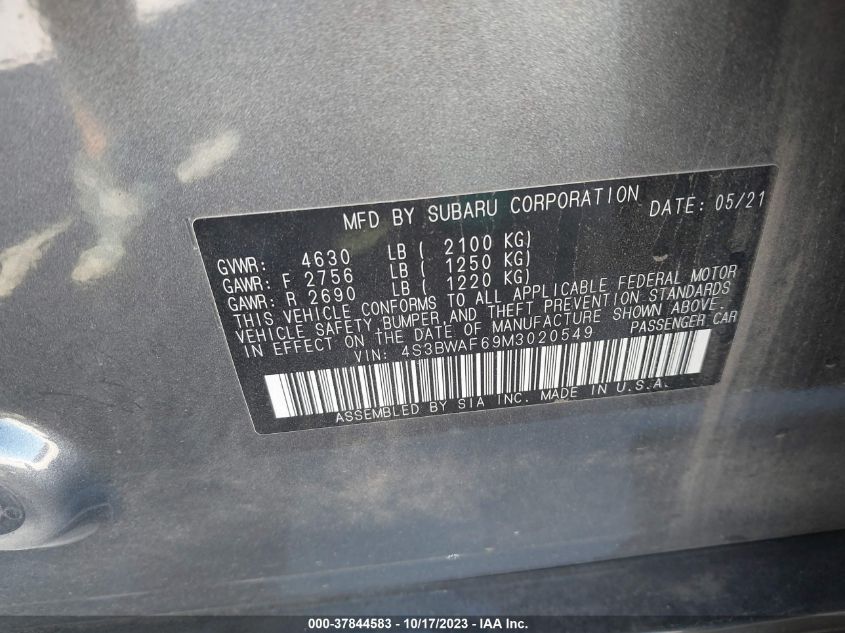 MFD BY SUBARU CORPORATION DATE: 05/21
GVWR: 4630 LB ( 2100 KG)
GAWR: F 2756 LB ( 1250 KG)
GAWR: R 2690 LB ( 1220 KG)
THIS VEHICLE CONFORMS TO ALL APPLICABLE FEDERAL MOTOR
VEHICLE SAFETY, BUMPER, AND THEFT PREVENTION STANDARDS
IN EFFECT ON THE DATE OF MANUFACTURE SHOWN ABOVE.
VIN: 4S3BWAF69M3020549 PASSENGER CAR
ASSEMBLED BY SIA INC. MADE IN U.S.A.
000-37844583 - 10/17/2023 - IAAI.com